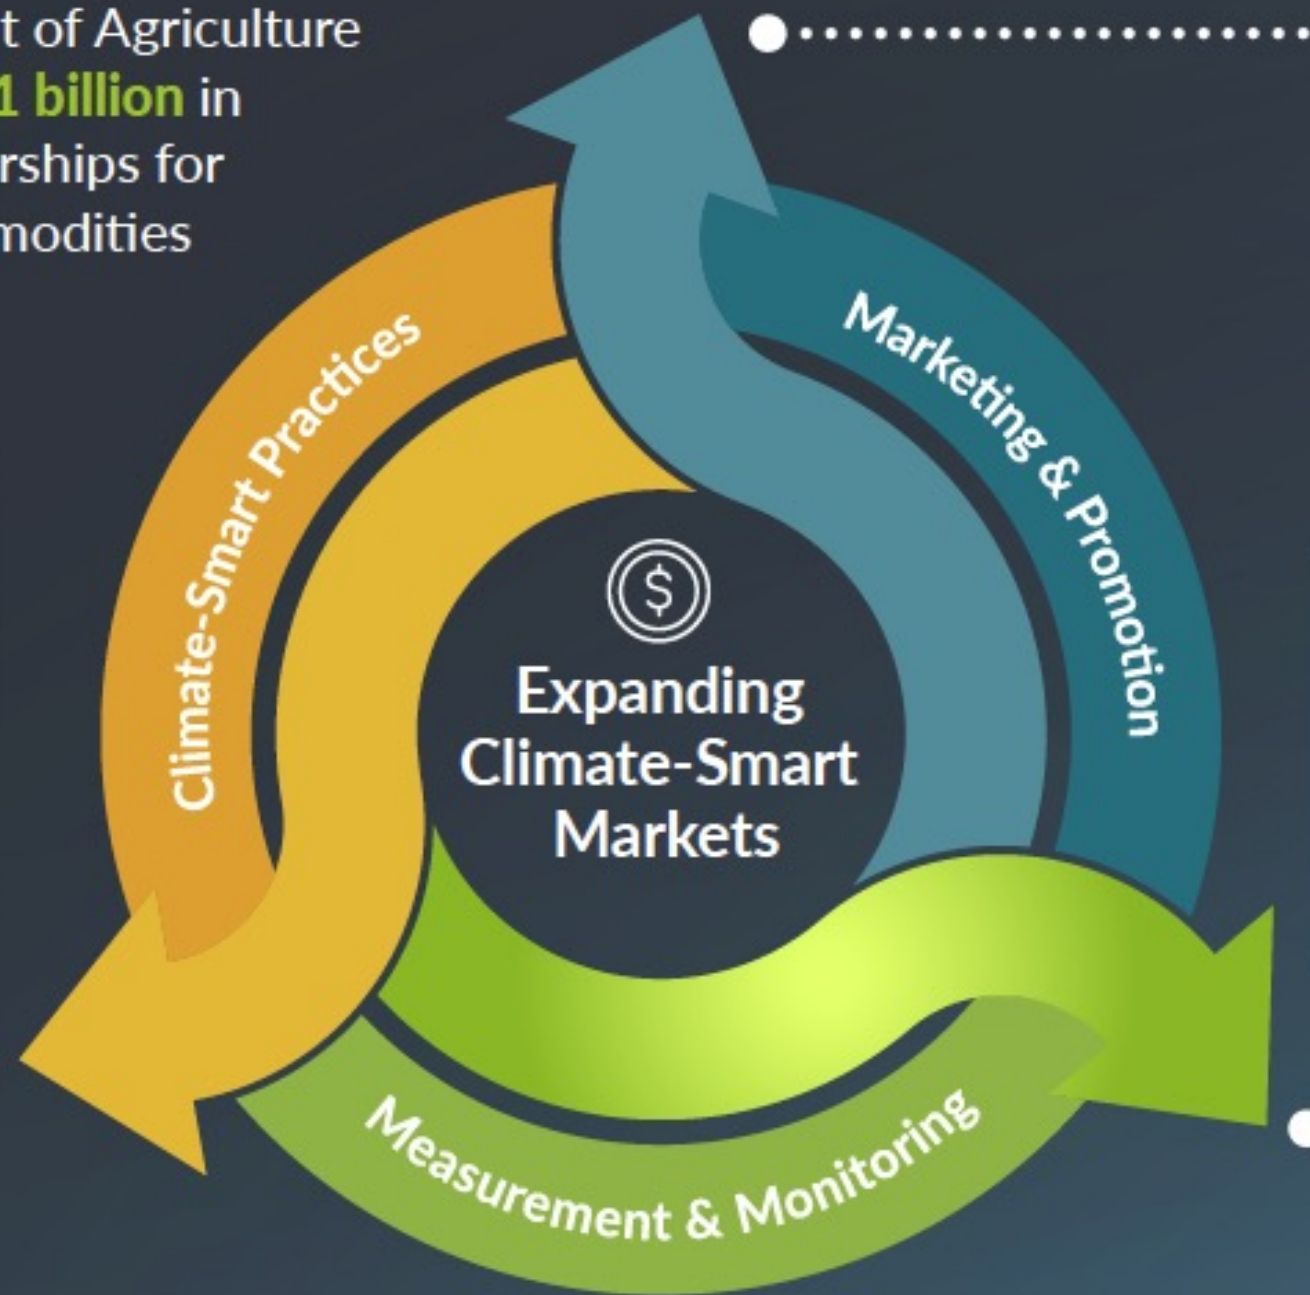 t of Agriculture
1 billion in
rships for
modities
Climate-Smart Practices
Marketing & Promotion
$
Expanding
Climate-Smart
Markets
Measurement & Monitoring